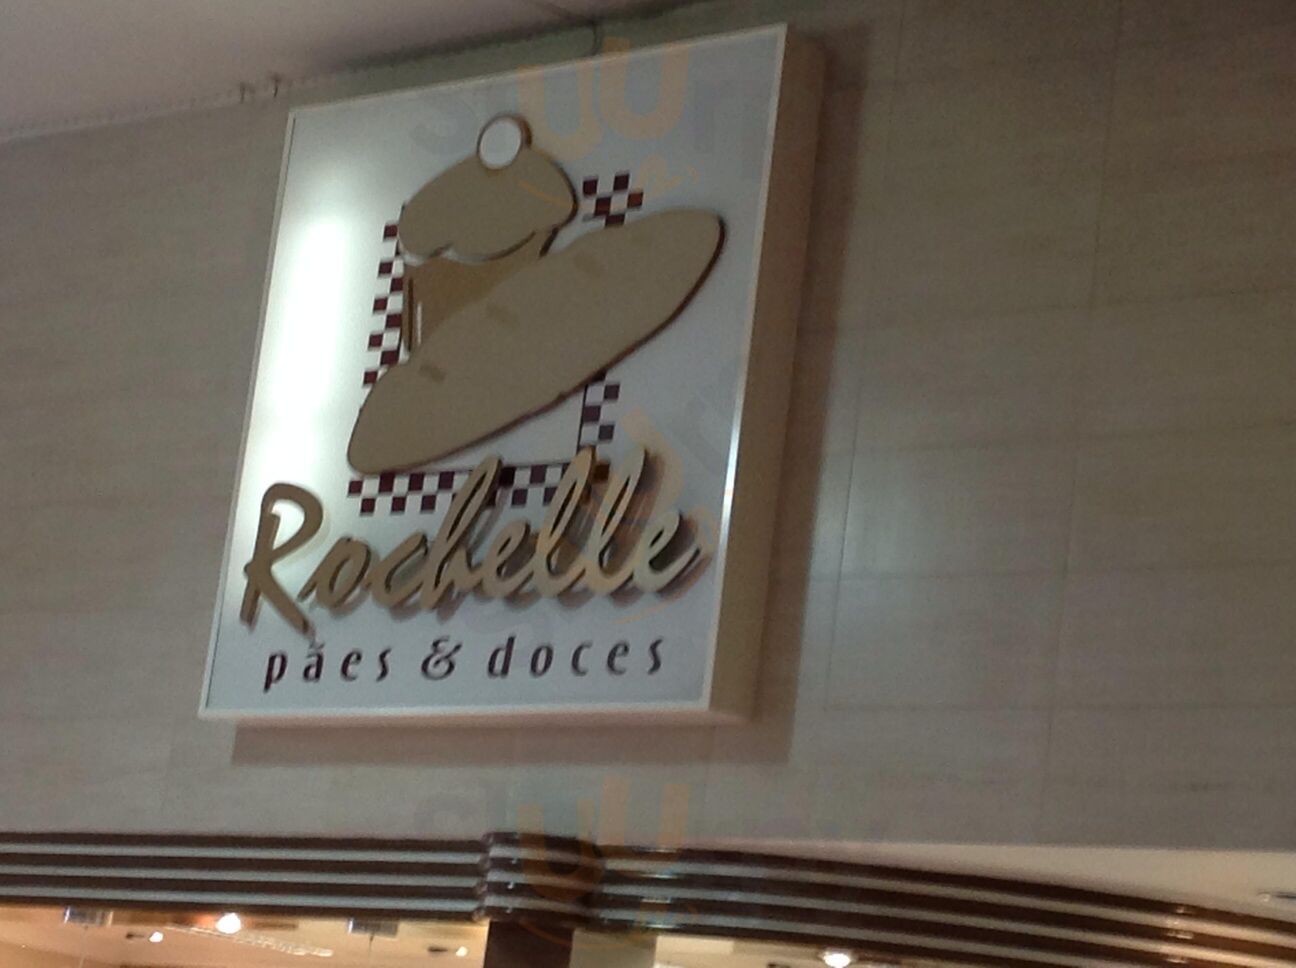 Rochelle
pães & doces